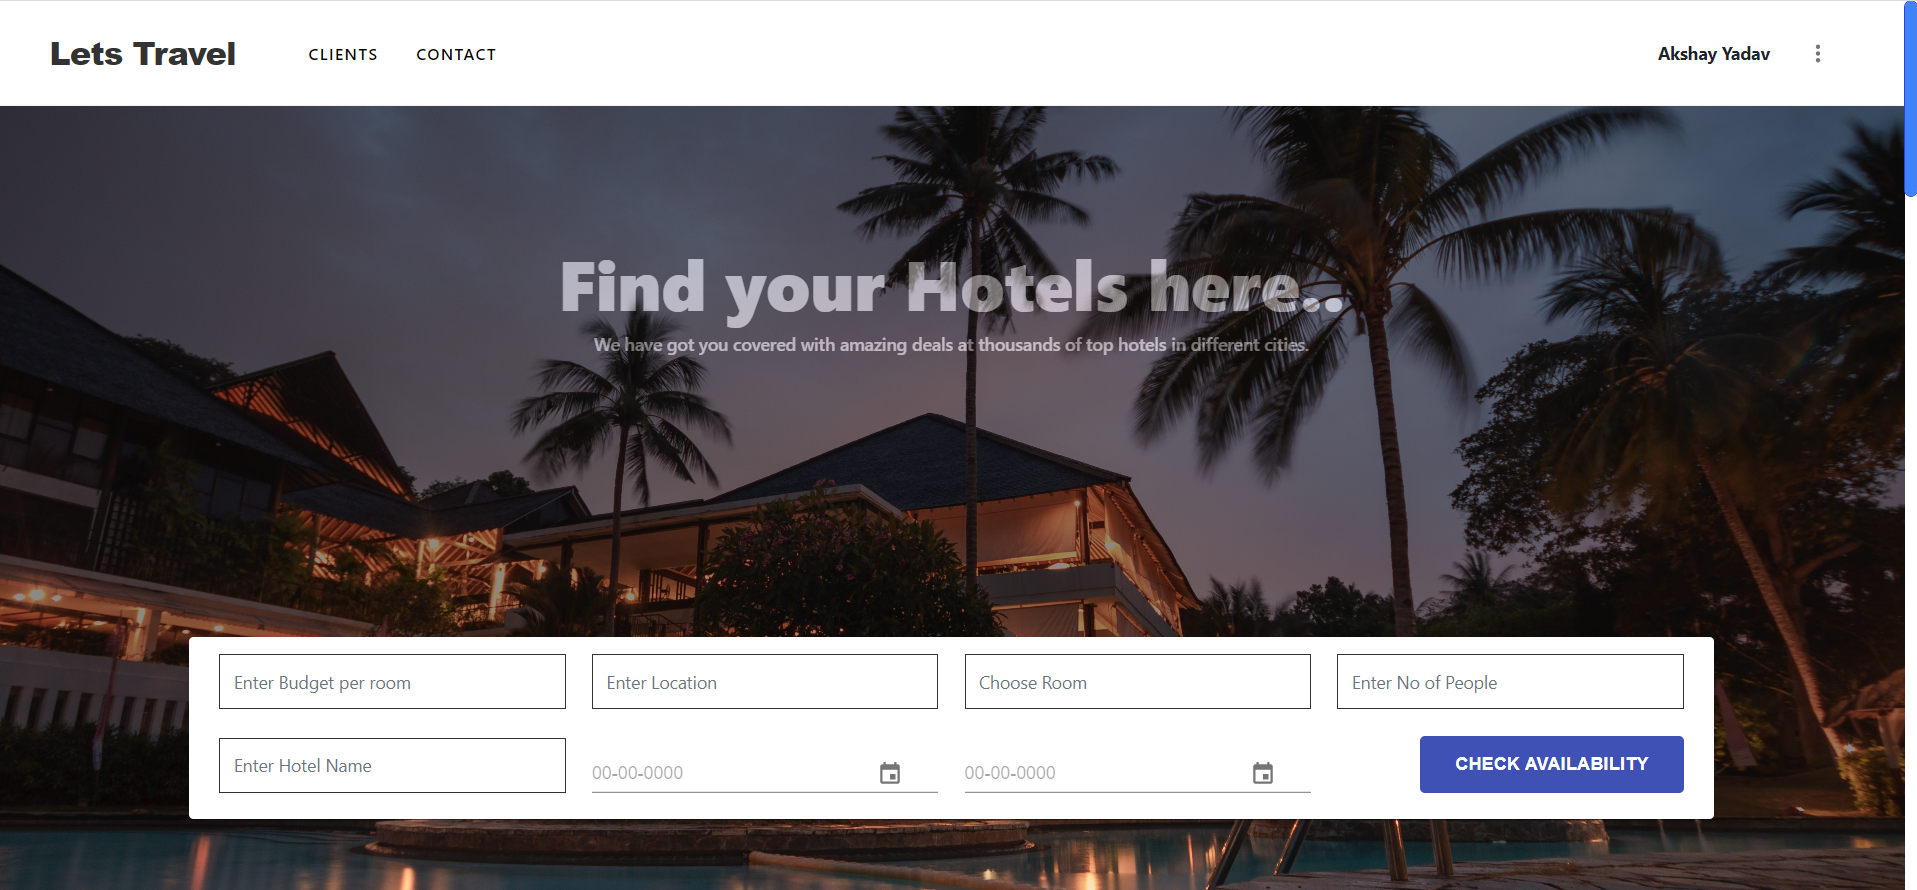 Lets Travel
CLIENTS
CONTACT
Akshay Yadav
Find your Hotels here..
We have got you covered with amazing deals at thousands of top hotels in different cities.
Enter Budget per room
Enter Location
Choose Room
Enter No of People
Enter Hotel Name
00-00-0000
00-00-0000
CHECK AVAILABILITY